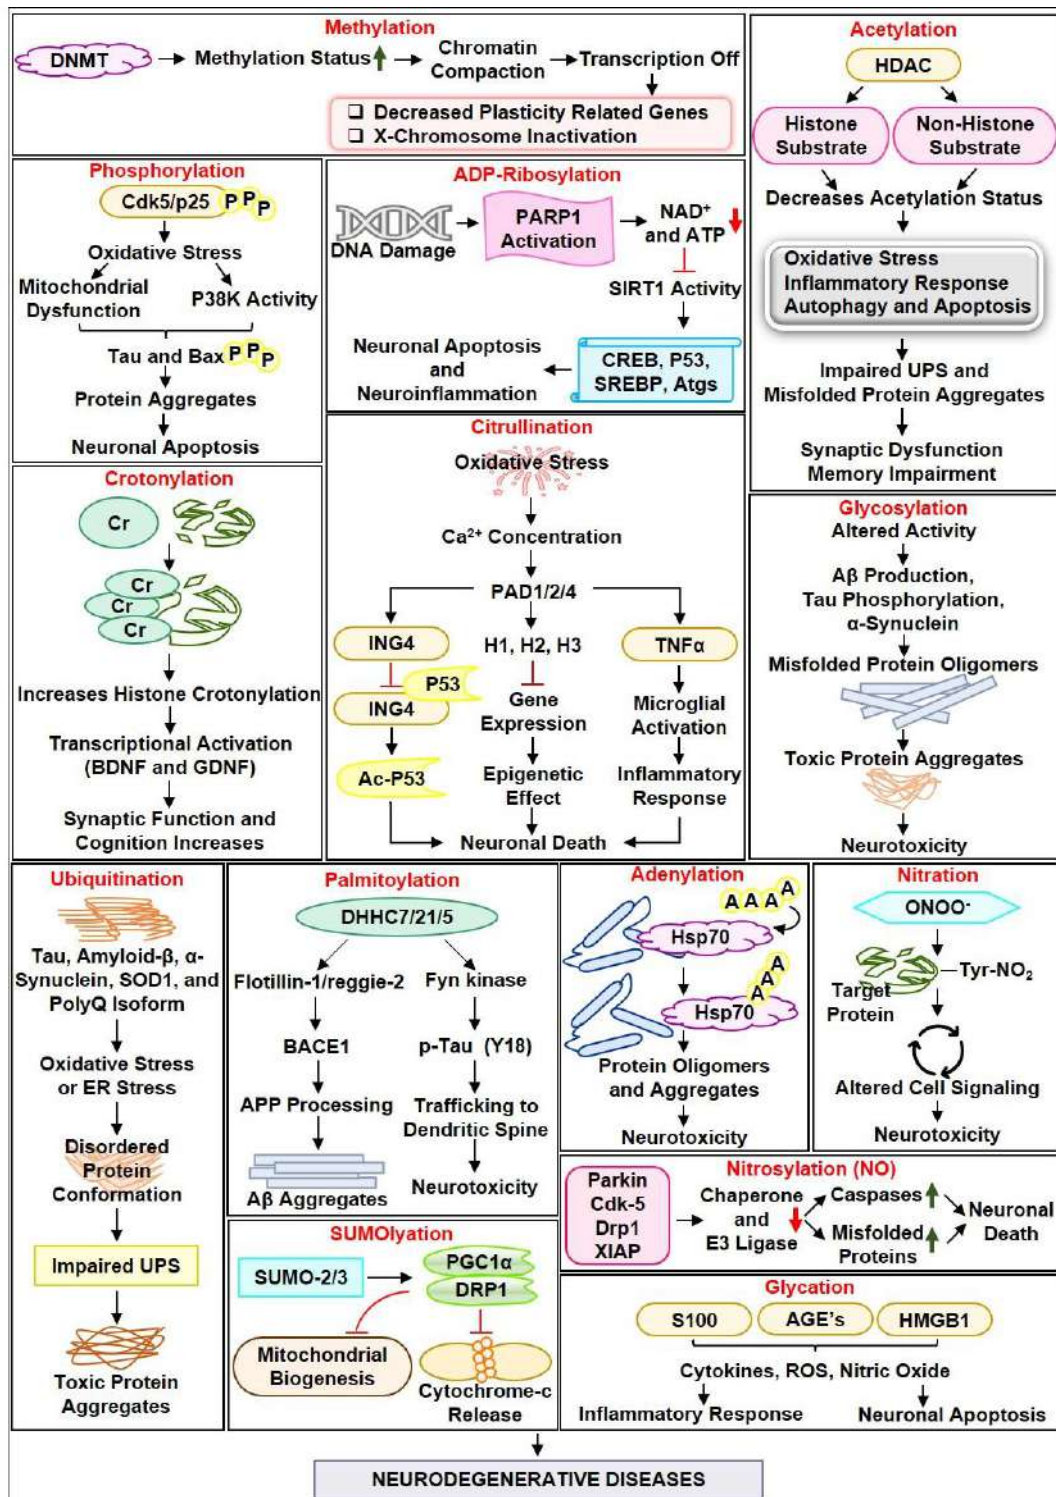 Methylation
DNMT
Methylation Status
Chromatin
Compaction
Transcription Off
❑ Decreased Plasticity Related Genes
❑ X-Chromosome Inactivation
Acetylation
HDAC
Histone
Substrate
Non-Histone
Substrate
Decreases Acetylation Status
Oxidative Stress
Inflammatory Response
Autophagy and Apoptosis
Impaired UPS and
Misfolded Protein Aggregates
Synaptic Dysfunction
Memory Impairment
Phosphorylation
Cdk5/p25 P P P
Oxidative Stress
Mitochondrial
Dysfunction
P38K Activity
Tau and Bax P P P
Protein Aggregates
Neuronal Apoptosis
ADP-Ribosylation
DNA Damage
PARP1
Activation
NAD⁺
and ATP
SIRT1 Activity
CREB, P53,
SREBP, Atgs
Neuronal Apoptosis
and
Neuroinflammation
Crotonylation
Cr
Cr
Cr
Cr
Increases Histone Crotonylation
Transcriptional Activation
(BDNF and GDNF)
Synaptic Function and
Cognition Increases
Citrullination
Oxidative Stress
Ca²⁺ Concentration
PAD1/2/4
ING4
H1, H2, H3
TNFα
P53
ING4
Gene
Expression
Microglial
Activation
Ac-P53
Epigenetic
Effect
Inflammatory
Response
Neuronal Death
Glycosylation
Altered Activity
Aβ Production,
Tau Phosphorylation,
α-Synuclein
Misfolded Protein Oligomers
Toxic Protein Aggregates
Neurotoxicity
Ubiquitination
Tau, Amyloid-β, α-
Synuclein, SOD1, and
PolyQ Isoform
Oxidative Stress
or ER Stress
Disordered
Protein
Conformation
Impaired UPS
Toxic Protein
Aggregates
Palmitoylation
DHHC7/21/5
Flotillin-1/reggie-2
BACE1
APP Processing
Aβ Aggregates
Fyn kinase
p-Tau (Y18)
Trafficking to
Dendritic Spine
Neurotoxicity
Adenylation
A A A A
Hsp70
A A A
Hsp70
Protein Oligomers
and Aggregates
Neurotoxicity
Nitration
ONOO⁻
Tyr-NO₂
Target
Protein
Altered Cell Signaling
Neurotoxicity
SUMOlyation
SUMO-2/3
PGC1α
DRP1
Mitochondrial
Biogenesis
Cytochrome-c
Release
Nitrosylation (NO)
Parkin
Cdk-5
Drp1
XIAP
Chaperone
and
E3 Ligase
Caspases
Misfolded
Proteins
Neuronal
Death
Glycation
S100
AGE's
HMGB1
Cytokines, ROS, Nitric Oxide
Inflammatory Response
Neuronal Apoptosis
NEURODEGENERATIVE DISEASES